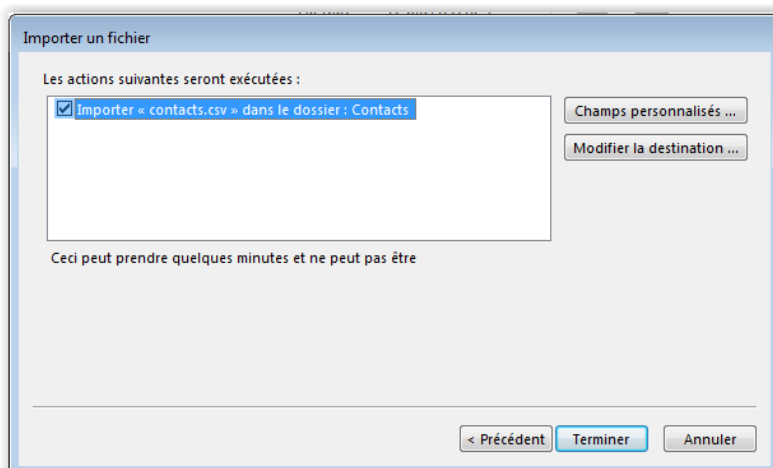 Importer un fichier
Les actions suivantes seront exécutées :
Importer « contacts.csv » dans le dossier : Contacts
Champs personnalisés ...
Modifier la destination ...
Ceci peut prendre quelques minutes et ne peut pas être
< Précédent
Terminer
Annuler